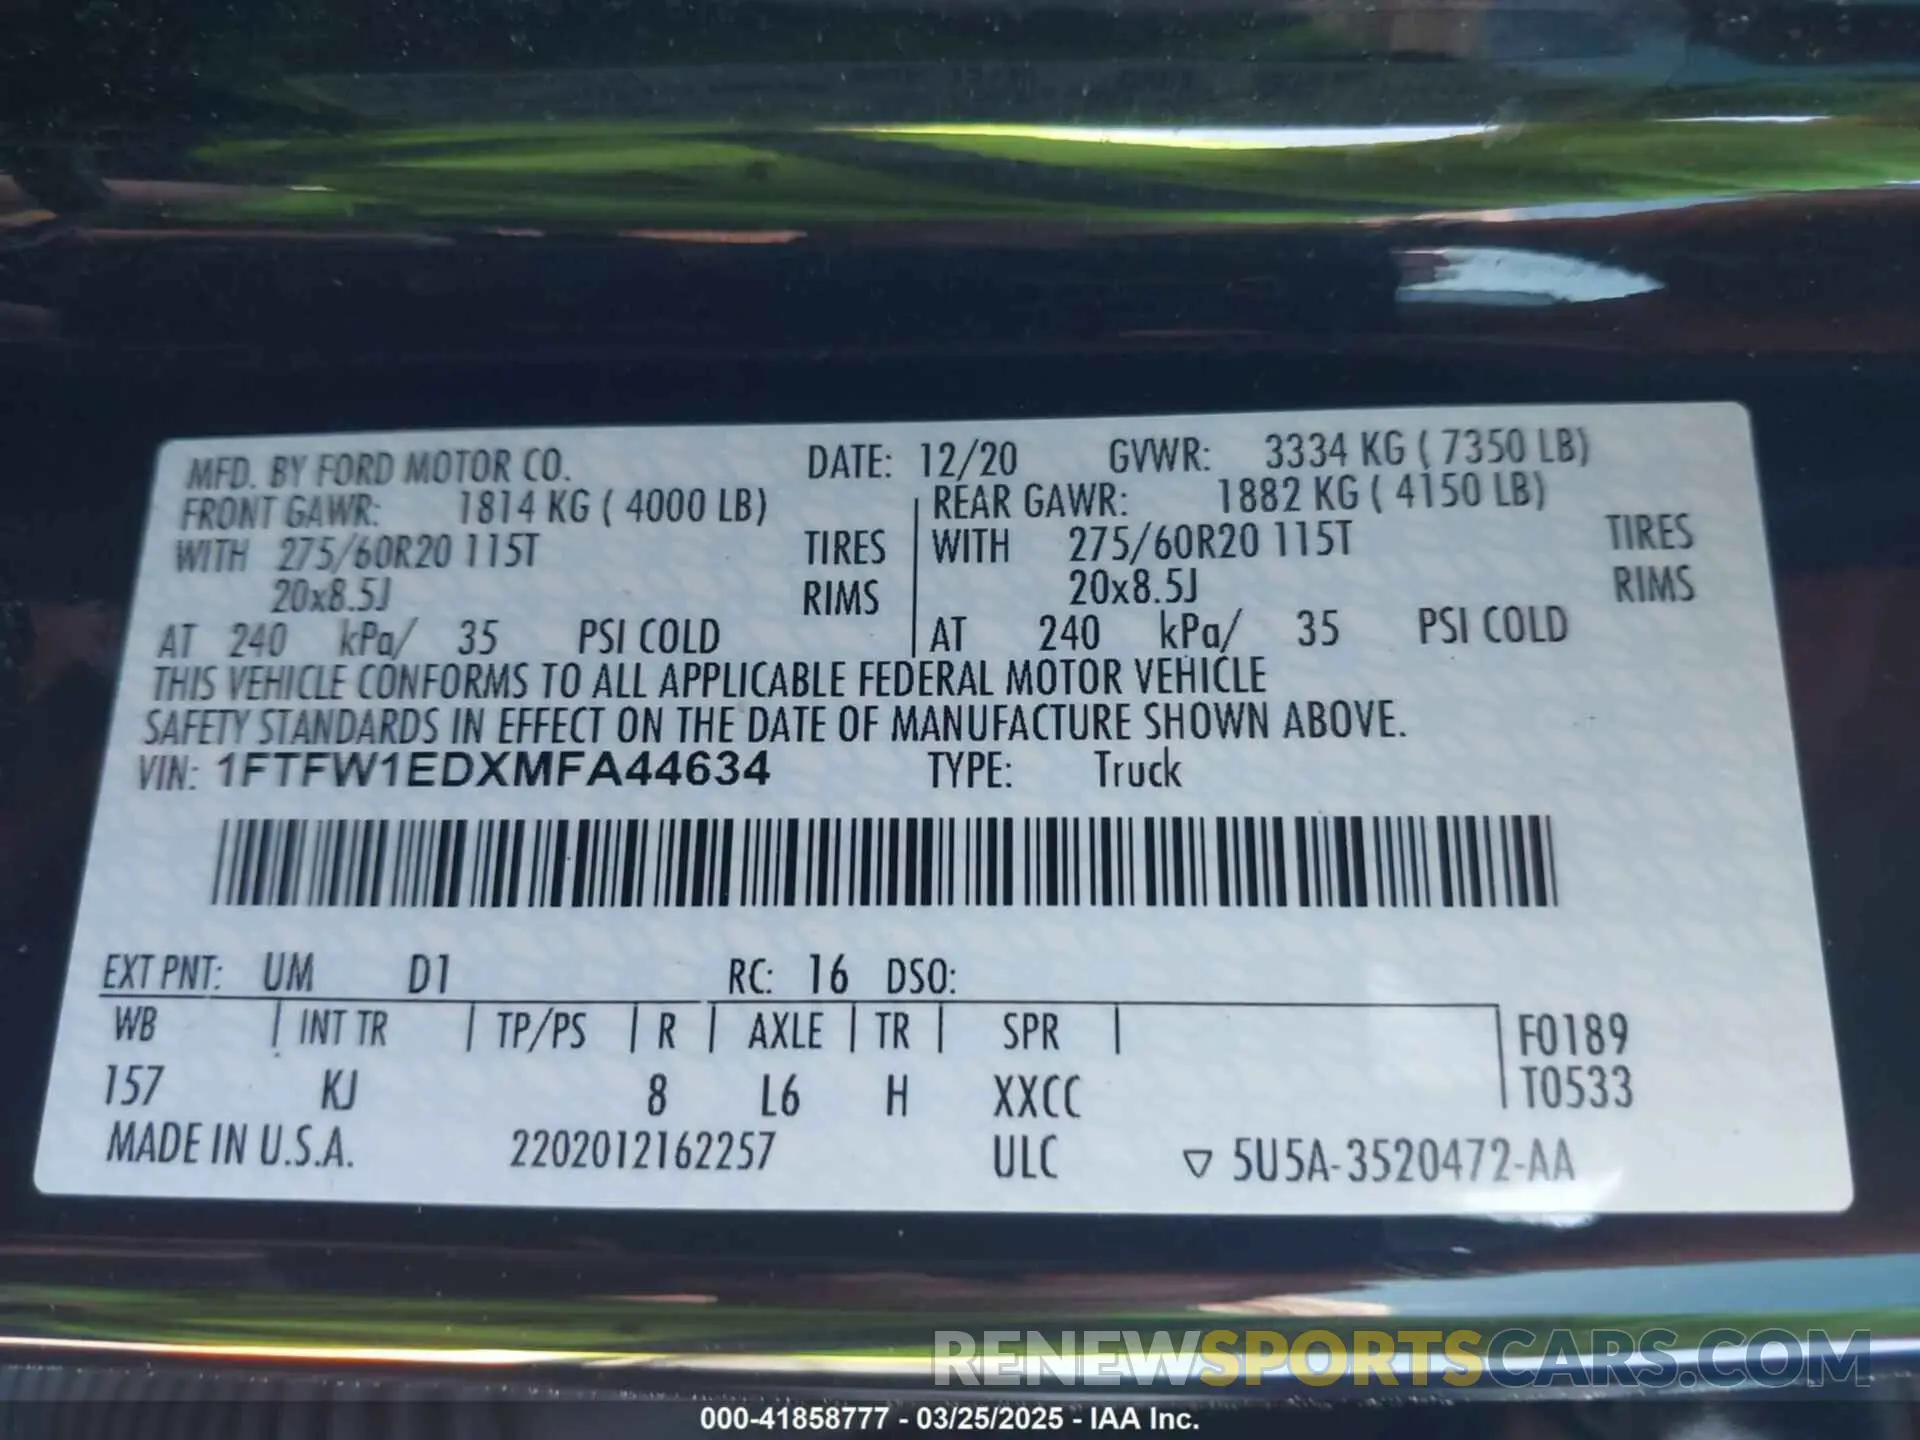 MFD. BY FORD MOTOR CO. DATE: 12/20 GVWR: 3334 KG ( 7350 LB)
FRONT GAWR: 1814 KG ( 4000 LB) REAR GAWR: 1882 KG ( 4150 LB)
WITH 275/60R20 115T TIRES WITH 275/60R20 115T TIRES
20x8.5J RIMS 20x8.5J RIMS
AT 240 kPa/ 35 PSI COLD AT 240 kPa/ 35 PSI COLD
THIS VEHICLE CONFORMS TO ALL APPLICABLE FEDERAL MOTOR VEHICLE
SAFETY STANDARDS IN EFFECT ON THE DATE OF MANUFACTURE SHOWN ABOVE.
VIN: 1FTFW1EDXMFA44634 TYPE: Truck
EXT PNT: UM D1 RC: 16 DSO:
WB INT TR TP/PS R AXLE TR SPR F0189
157 KJ 8 L6 H XXCC T0533
MADE IN U.S.A. 2202012162257 ULC ▽ 5U5A-3520472-AA
RENEWSPORTSCARS.COM
000-41858777 - 03/25/2025 - IAA Inc.